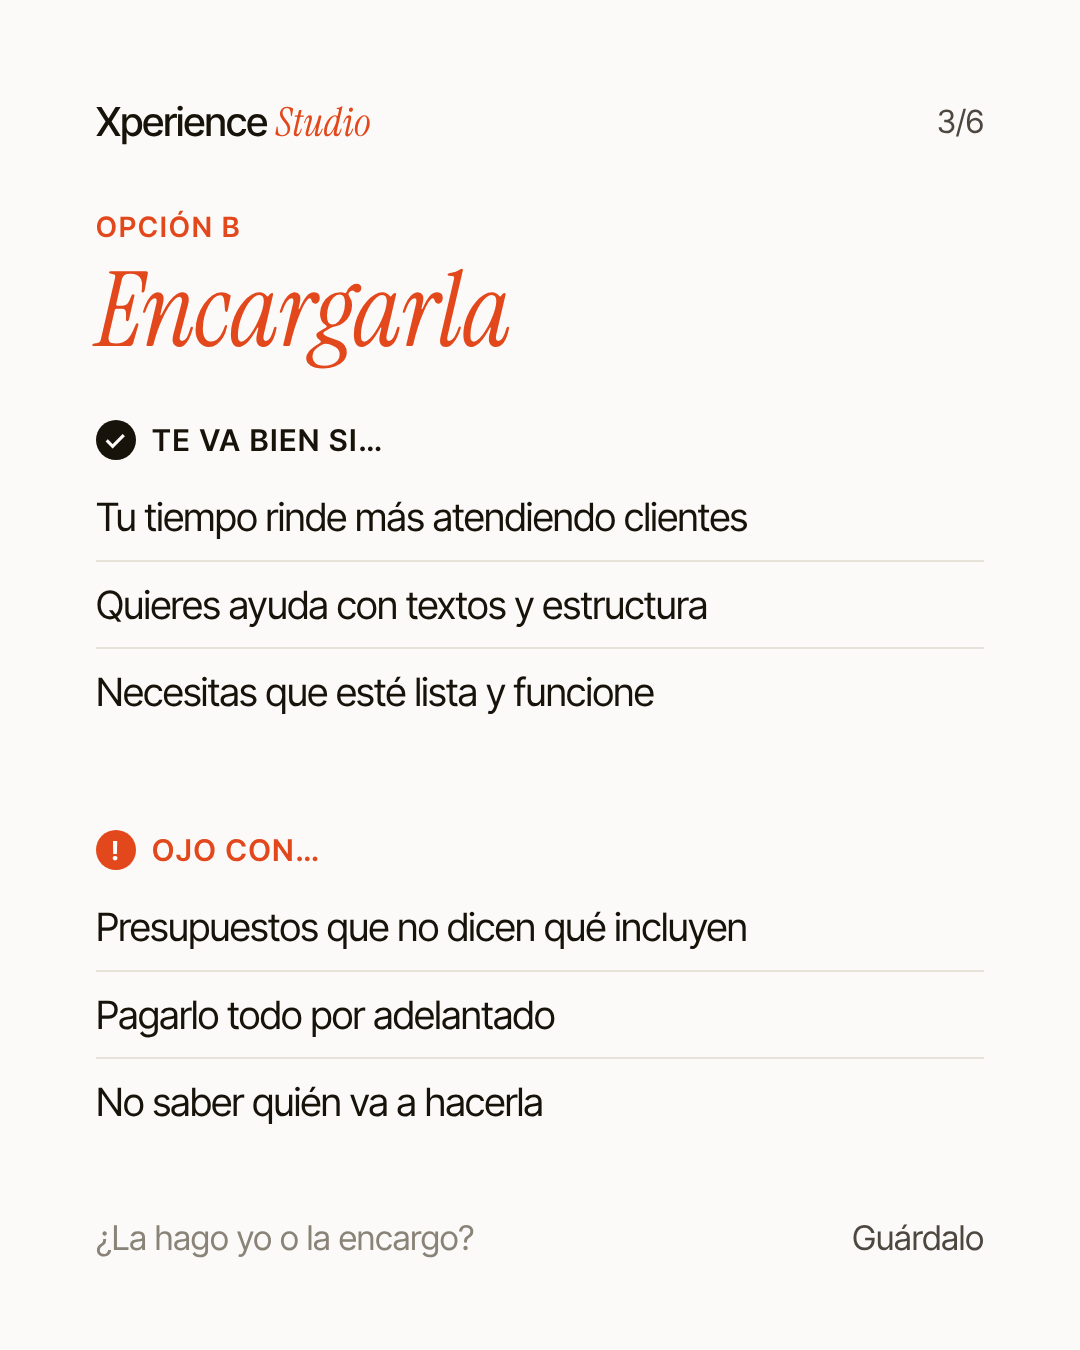 Xperience Studio
3/6
OPCIÓN B
Encargarla
TE VA BIEN SI...
Tu tiempo rinde más atendiendo clientes
Quieres ayuda con textos y estructura
Necesitas que esté lista y funcione
! OJO CON...
Presupuestos que no dicen qué incluyen
Pagarlo todo por adelantado
No saber quién va a hacerla
¿La hago yo o la encargo?
Guárdalo